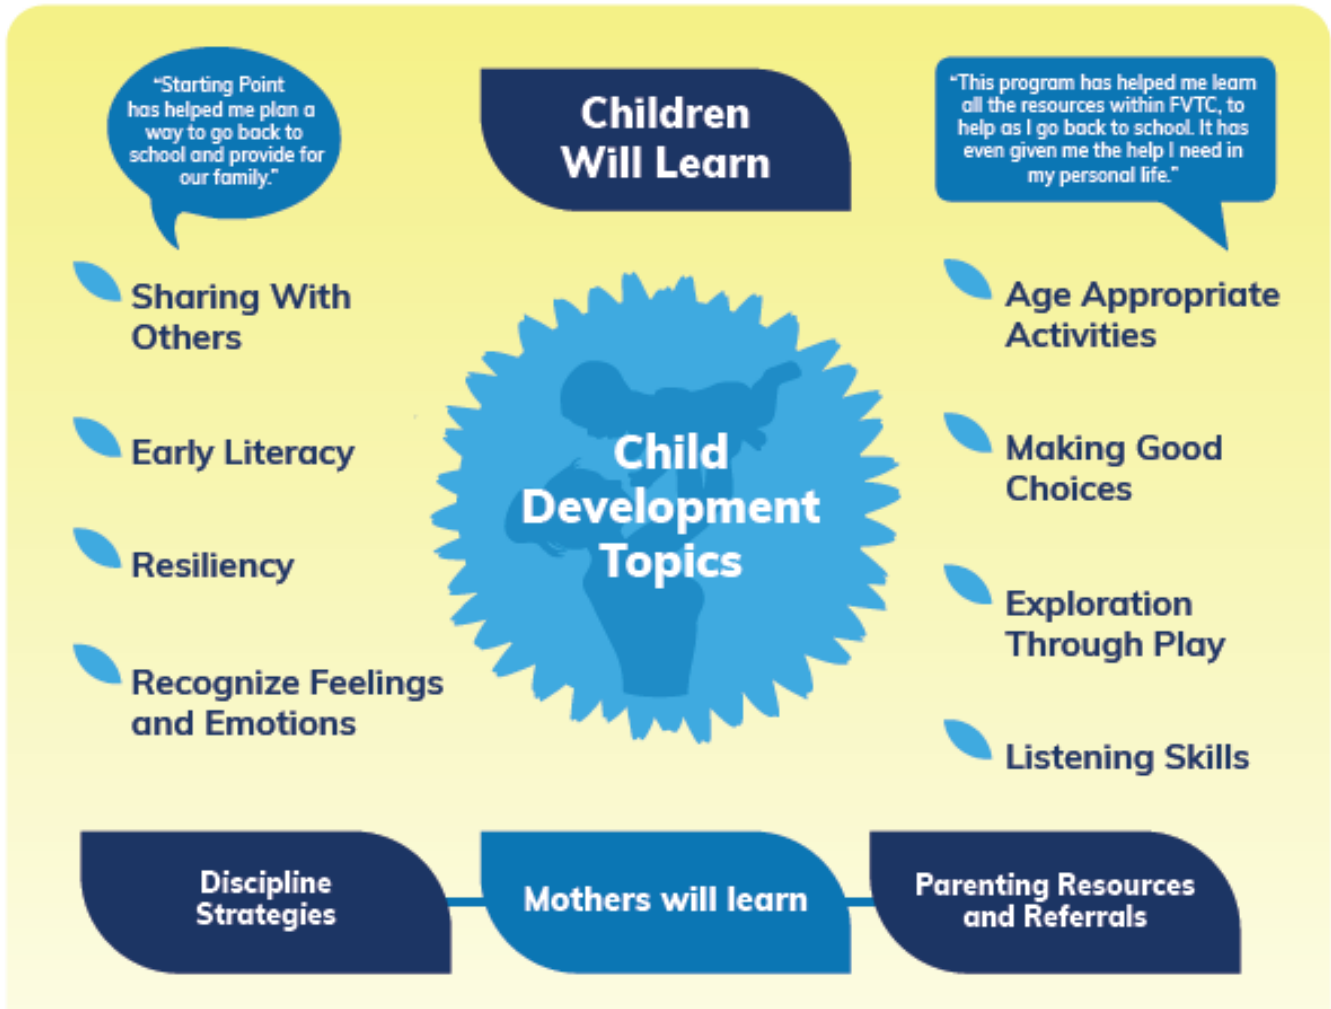 “Starting Point
has helped me plan a
way to go back to
school and provide for
our family.”
Children
Will Learn
“This program has helped me learn
all the resources within FVTC, to
help as I go back to school. It has
even given me the help I need in
my personal life.”
Sharing With
Others
Early Literacy
Resiliency
Recognize Feelings
and Emotions
Child
Development
Topics
Age Appropriate
Activities
Making Good
Choices
Exploration
Through Play
Listening Skills
Discipline
Strategies
Mothers will learn
Parenting Resources
and Referrals